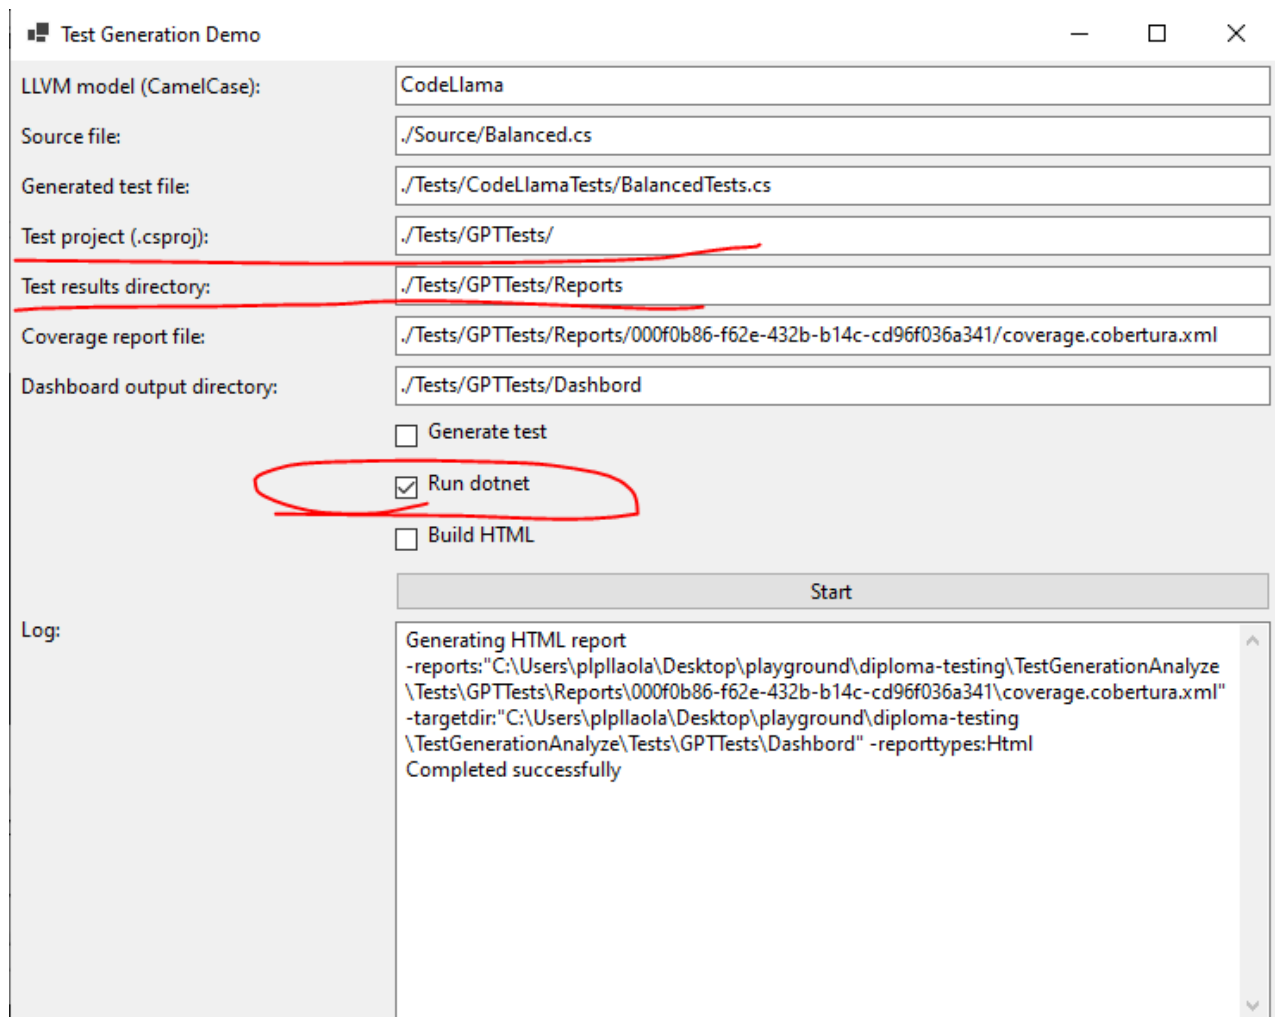 Test Generation Demo
LLVM model (CamelCase): CodeLlama
Source file: ./Source/Balanced.cs
Generated test file: ./Tests/CodeLlamaTests/BalancedTests.cs
Test project (.csproj): ./Tests/GPTTests/
Test results directory: ./Tests/GPTTests/Reports
Coverage report file: ./Tests/GPTTests/Reports/000f0b86-f62e-432b-b14c-cd96f036a341/coverage.cobertura.xml
Dashboard output directory: ./Tests/GPTTests/Dashbord
Generate test
Run dotnet
Build HTML
Start
Log:
Generating HTML report
-reports:"C:\Users\plpllaola\Desktop\playground\diploma-testing\TestGenerationAnalyze
\Tests\GPTTests\Reports\000f0b86-f62e-432b-b14c-cd96f036a341\coverage.cobertura.xml"
-targetdir:"C:\Users\plpllaola\Desktop\playground\diploma-testing
\TestGenerationAnalyze\Tests\GPTTests\Dashbord" -reporttypes:Html
Completed successfully